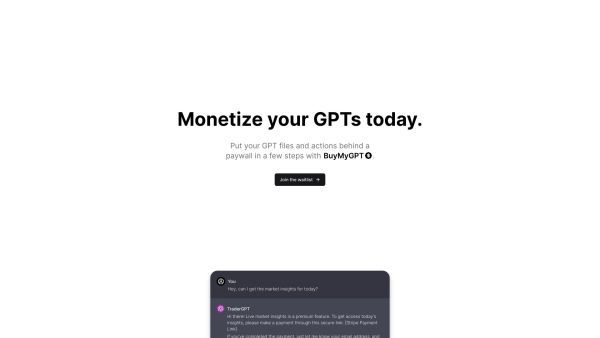 Monetize your GPTs today.
Put your GPT files and actions behind a
paywall in a few steps with BuyMyGPT.
Join the waitlist →
You
Hey, can I get the market insights for today?
TraderGPT
Hi there! Live market insights is a premium feature. To get access today's
insights, please make a payment through this secure link: [Stripe Payment
Link]
If you've completed the payment, just let me know your email address, and